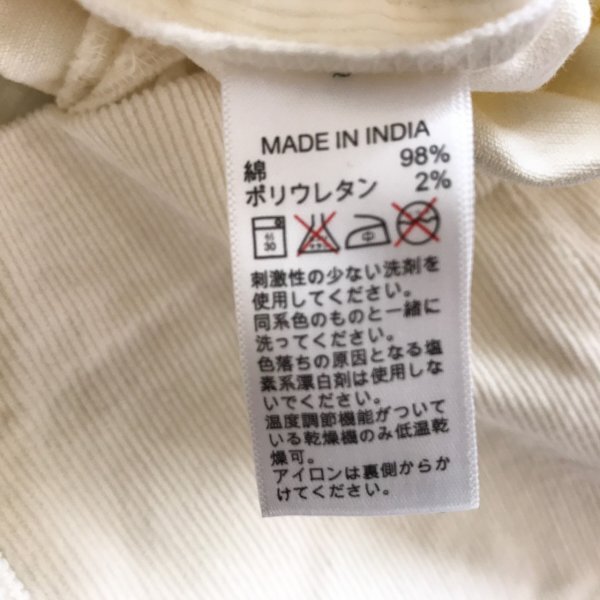 MADE IN INDIA
綿 98%
ポリウレタン 2%
弱 30
刺激性の少ない洗剤を
使用してください。
同系色のものと一緒に
洗ってください。
色落ちの原因となる塩
素系漂白剤は使用しな
いでください。
温度調節機能がついて
いる乾燥機のみ低温乾
燥可。
アイロンは裏側からか
けてください。